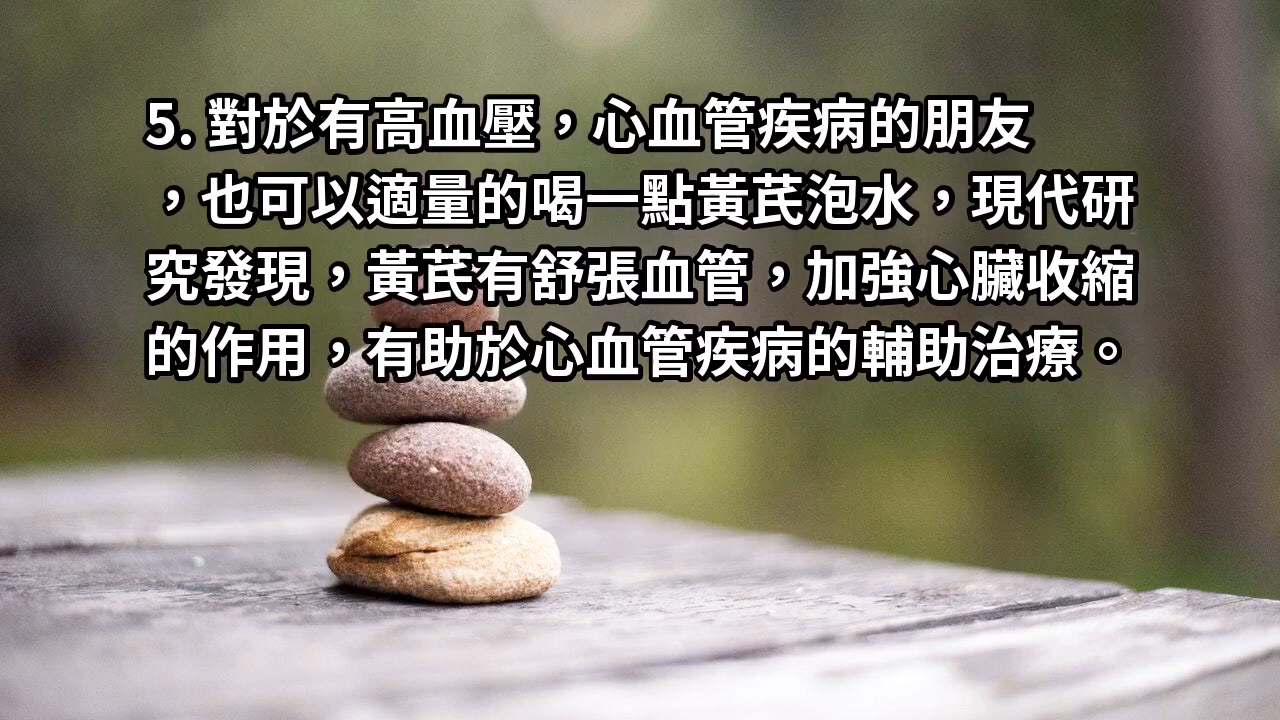 5. 對於有高血壓，心血管疾病的朋友
，也可以適量的喝一點黃芪泡水，現代研
究發現，黃芪有舒張血管，加強心臟收縮
的作用，有助於心血管疾病的輔助治療。